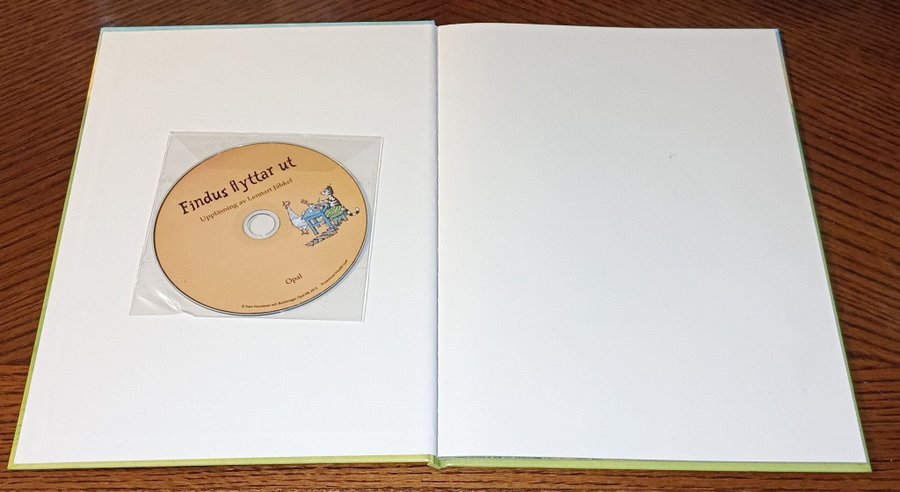 Findus flyttar ut
Uppläsning av Lennart Jähkel
Opal